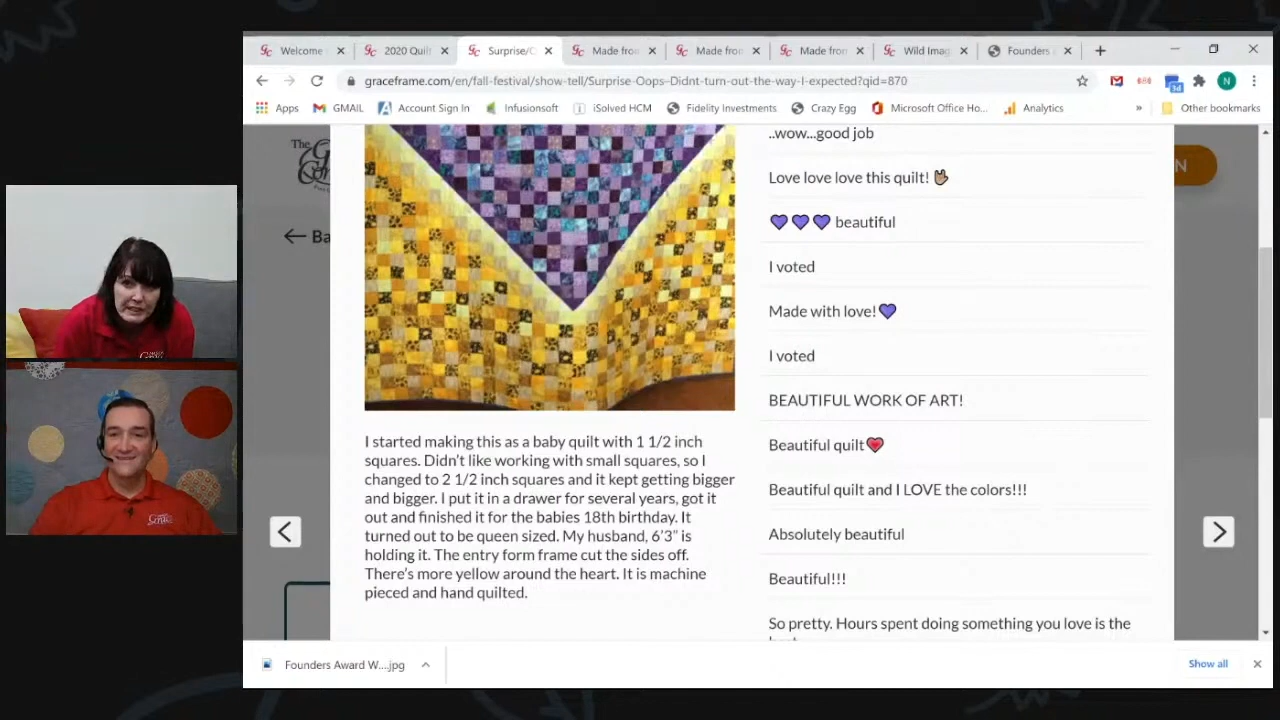 Welcome
2020 Quilt
Surprise/O
Made from
Made from
Made from
Wild Imag
Founders
graceframe.com/en/fall-festival/show-tell/Surprise-Oops--Didnt-turn-out-the-way-I-expected?qid=870
N
Apps
GMAIL
Account Sign In
Infusionsoft
iSolved HCM
Fidelity Investments
Crazy Egg
Microsoft Office Ho...
Analytics
»
Other bookmarks
The
← Ba
N
..wow...good job
Love love love this quilt! ✌🏽
💜 💜 💜 beautiful
I voted
Made with love!💜
I voted
BEAUTIFUL WORK OF ART!
Beautiful quilt💗
Beautiful quilt and I LOVE the colors!!!
Absolutely beautiful
Beautiful!!!
So pretty. Hours spent doing something you love is the
I started making this as a baby quilt with 1 1/2 inch
squares. Didn't like working with small squares, so I
changed to 2 1/2 inch squares and it kept getting bigger
and bigger. I put it in a drawer for several years, got it
out and finished it for the babies 18th birthday. It
turned out to be queen sized. My husband, 6'3" is
holding it. The entry form frame cut the sides off.
There's more yellow around the heart. It is machine
pieced and hand quilted.
Founders Award W....jpg
Show all